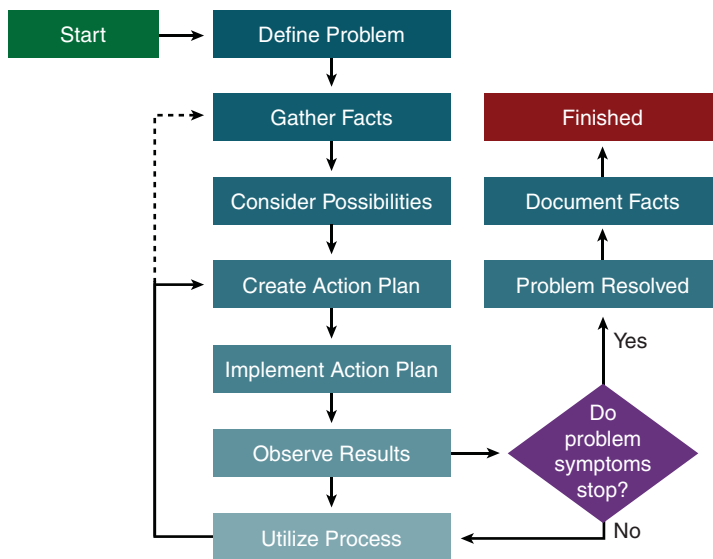 Start
Define Problem
Gather Facts
Finished
Consider Possibilities
Document Facts
Create Action Plan
Problem Resolved
Implement Action Plan
Yes
Do
problem
symptoms
stop?
Observe Results
No
Utilize Process